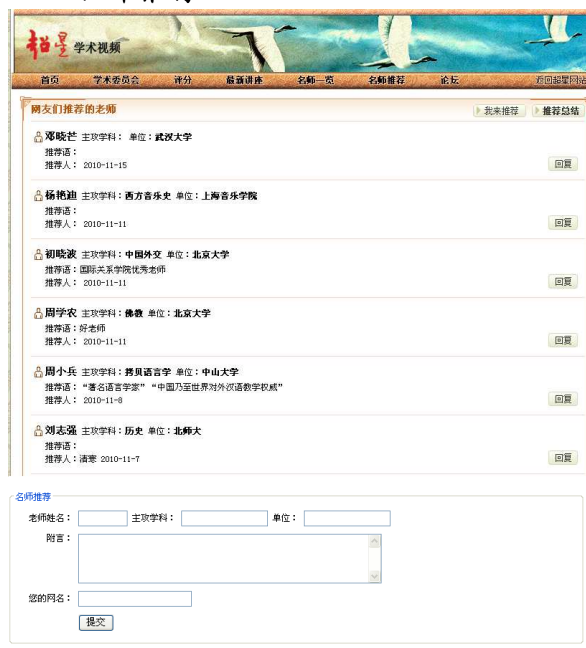 超星 学术视频
首页 学术委员会 评分 最新讲座 名师一览 名师推荐 论坛 返回超星网站
网友们推荐的老师 我来推荐 推荐总结
邓晓芒 主攻学科： 单位：武汉大学
推荐语：
推荐人： 2010-11-15 回复
杨艳迪 主攻学科：西方音乐史 单位：上海音乐学院
推荐语：
推荐人： 2010-11-11 回复
初晓波 主攻学科：中国外交 单位：北京大学
推荐语：国际关系学院优秀老师
推荐人： 2010-11-11 回复
周学农 主攻学科：佛教 单位：北京大学
推荐语：好老师
推荐人： 2010-11-11 回复
周小兵 主攻学科：拷贝语言学 单位：中山大学
推荐语：“著名语言学家”“中国乃至世界对外汉语教学权威”
推荐人： 2010-11-8 回复
刘志强 主攻学科：历史 单位：北师大
推荐语：
推荐人：清寒 2010-11-7 回复
名师推荐
老师姓名： 主攻学科： 单位：
附言：
您的网名：
提交